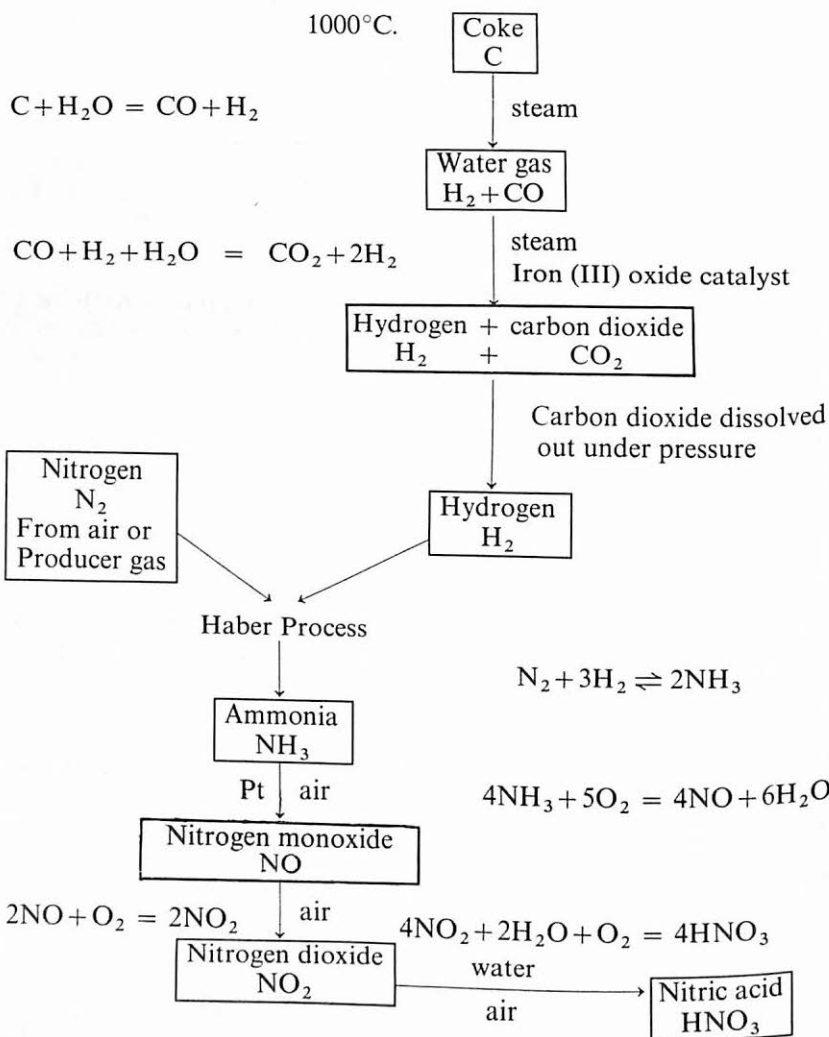 1000°C.
Coke
C
C+H₂O = CO+H₂
steam
Water gas
H₂+CO
CO+H₂+H₂O = CO₂+2H₂
steam
Iron (III) oxide catalyst
Hydrogen + carbon dioxide
H₂ + CO₂
Carbon dioxide dissolved
out under pressure
Nitrogen
N₂
From air or
Producer gas
Hydrogen
H₂
Haber Process
N₂+3H₂⇌2NH₃
Ammonia
NH₃
Pt air
4NH₃+5O₂ = 4NO+6H₂O
Nitrogen monoxide
NO
2NO+O₂ = 2NO₂
air
4NO₂+2H₂O+O₂ = 4HNO₃
Nitrogen dioxide
NO₂
water
air
Nitric acid
HNO₃